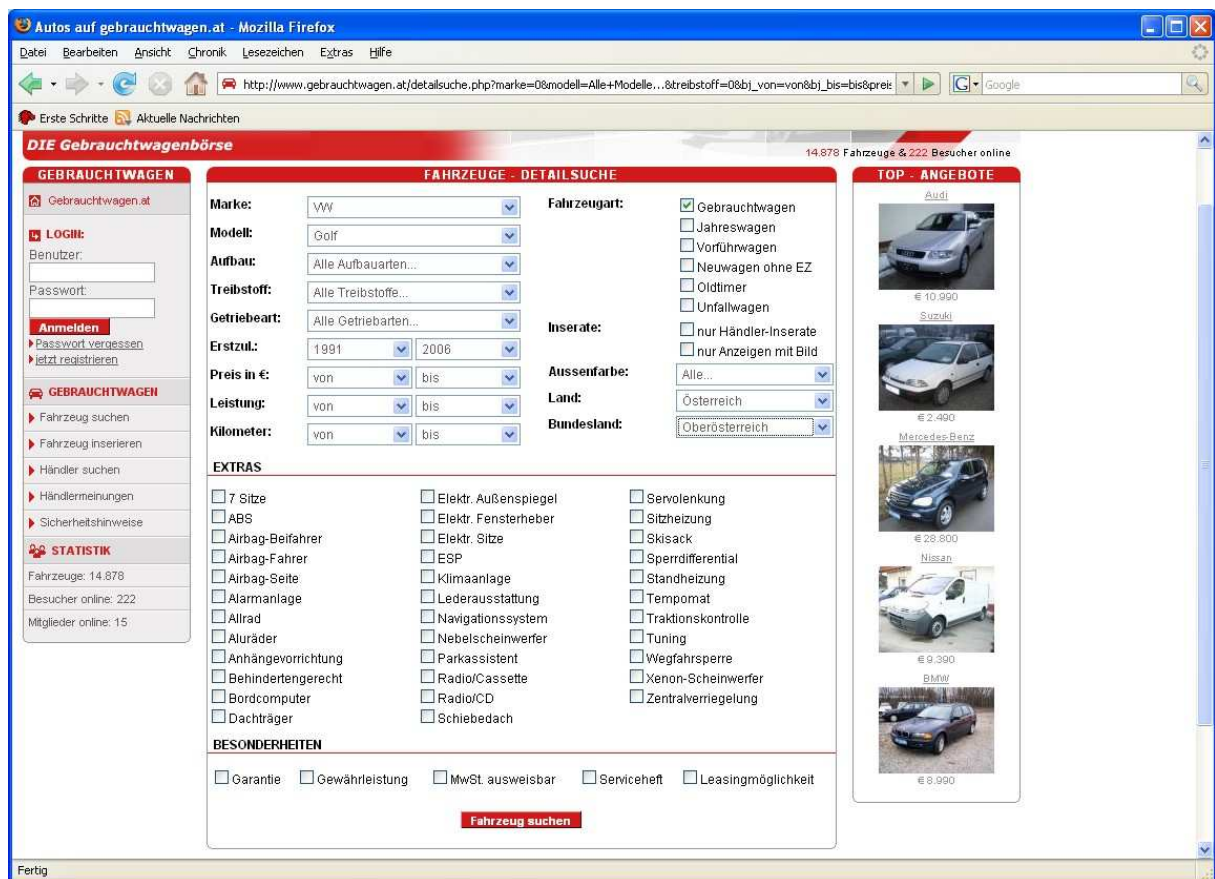 Autos auf gebrauchtwagen.at - Mozilla Firefox
Datei Bearbeiten Ansicht Chronik Lesezeichen Extras Hilfe
http://www.gebrauchtwagen.at/detailsuche.php?marke=0&modell=Alle+Modelle...&treibstoff=0&bj_von=von&bj_bis=bis&preis
G Google
Erste Schritte Aktuelle Nachrichten
DIE Gebrauchtwagenbörse
14.878 Fahrzeuge & 222 Besucher online
GEBRAUCHTWAGEN
Gebrauchtwagen.at
LOGIN:
Benutzer:
Passwort:
Anmelden
Passwort vergessen
jetzt registrieren
GEBRAUCHTWAGEN
Fahrzeug suchen
Fahrzeug inserieren
Händler suchen
Händlermeinungen
Sicherheitshinweise
STATISTIK
Fahrzeuge: 14.878
Besucher online: 222
Mitglieder online: 15
FAHRZEUGE - DETAILSUCHE
Marke: VW
Modell: Golf
Aufbau: Alle Aufbauarten...
Treibstoff: Alle Treibstoffe...
Getriebeart: Alle Getriebarten...
Erstzul.: 1991 2006
Preis in €: von bis
Leistung: von bis
Kilometer: von bis
Fahrzeugart: Gebrauchtwagen
Jahreswagen
Vorführwagen
Neuwagen ohne EZ
Oldtimer
Unfallwagen
Inserate: nur Händler-Inserate
nur Anzeigen mit Bild
Aussenfarbe: Alle...
Land: Österreich
Bundesland: Oberösterreich
EXTRAS
7 Sitze Elektr. Außenspiegel Servolenkung
ABS Elektr. Fensterheber Sitzheizung
Airbag-Beifahrer Elektr. Sitze Skisack
Airbag-Fahrer ESP Sperrdifferential
Airbag-Seite Klimaanlage Standheizung
Alarmanlage Lederausstattung Tempomat
Allrad Navigationssystem Traktionskontrolle
Aluräder Nebelscheinwerfer Tuning
Anhängevorrichtung Parkassistent Wegfahrsperre
Behindertengerecht Radio/Cassette Xenon-Scheinwerfer
Bordcomputer Radio/CD Zentralverriegelung
Dachträger Schiebedach
BESONDERHEITEN
Garantie Gewährleistung MwSt. ausweisbar Serviceheft Leasingmöglichkeit
Fahrzeug suchen
TOP - ANGEBOTE
Audi
€ 10.990
Suzuki
€ 2.490
Mercedes-Benz
€ 28.800
Nissan
€ 9.390
BMW
€ 8.990
Fertig